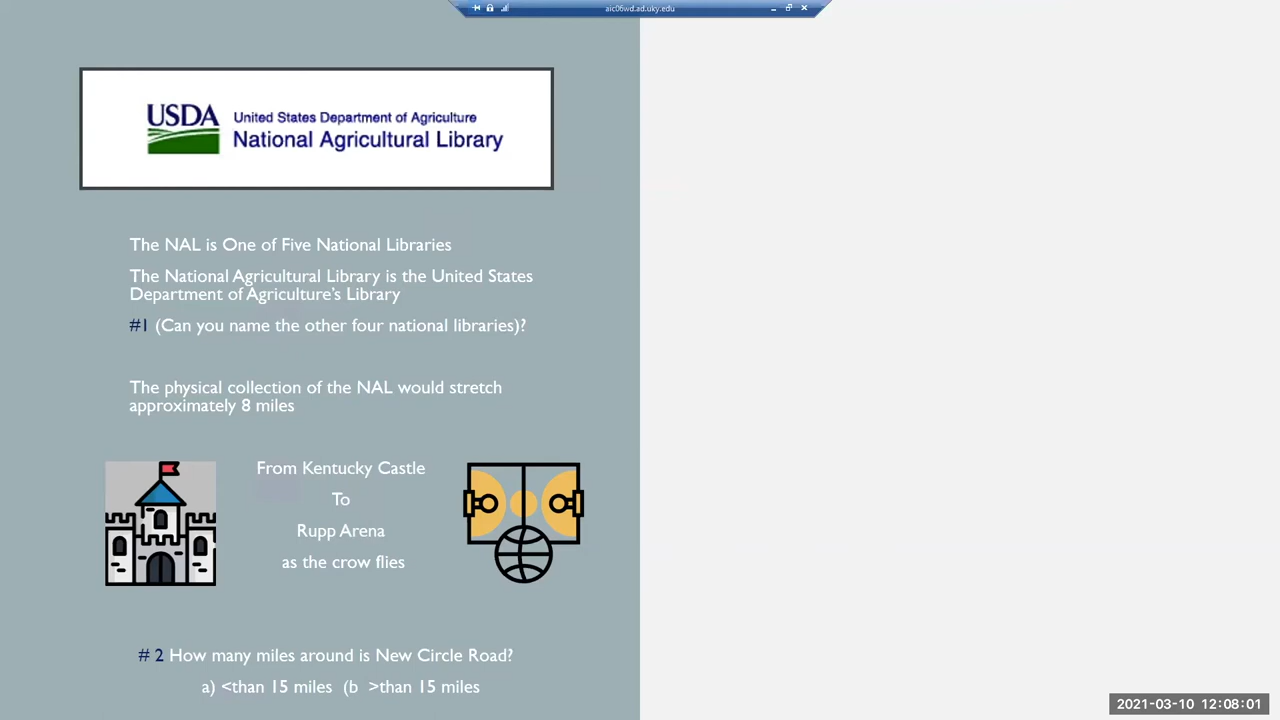 aic06wd.ad.uky.edu
USDA
United States Department of Agriculture
National Agricultural Library
The NAL is One of Five National Libraries
The National Agricultural Library is the United States
Department of Agriculture's Library
#1 (Can you name the other four national libraries)?
The physical collection of the NAL would stretch
approximately 8 miles
From Kentucky Castle
To
Rupp Arena
as the crow flies
# 2 How many miles around is New Circle Road?
a) <than 15 miles (b >than 15 miles
2021-03-10 12:08:01